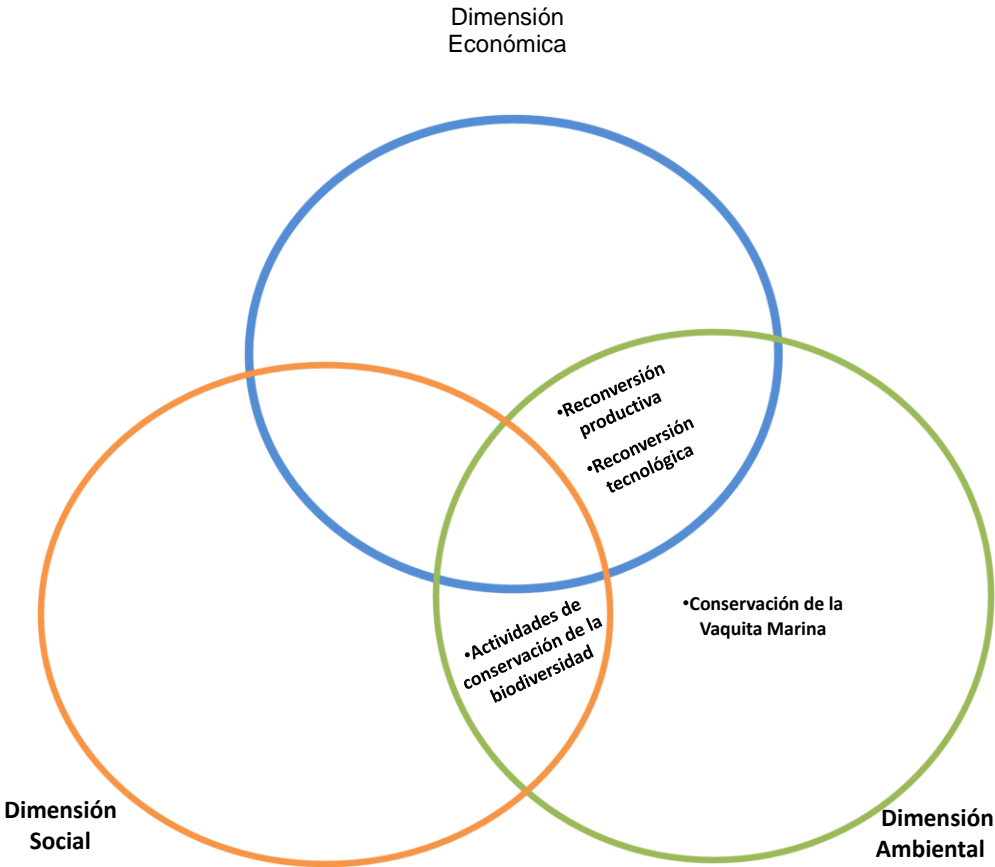 Dimensión
Económica
•Reconversión
productiva
•Reconversión
tecnológica
•Conservación de la
Vaquita Marina
•Actividades de
conservación de la
biodiversidad
Dimensión
Social
Dimensión
Ambiental